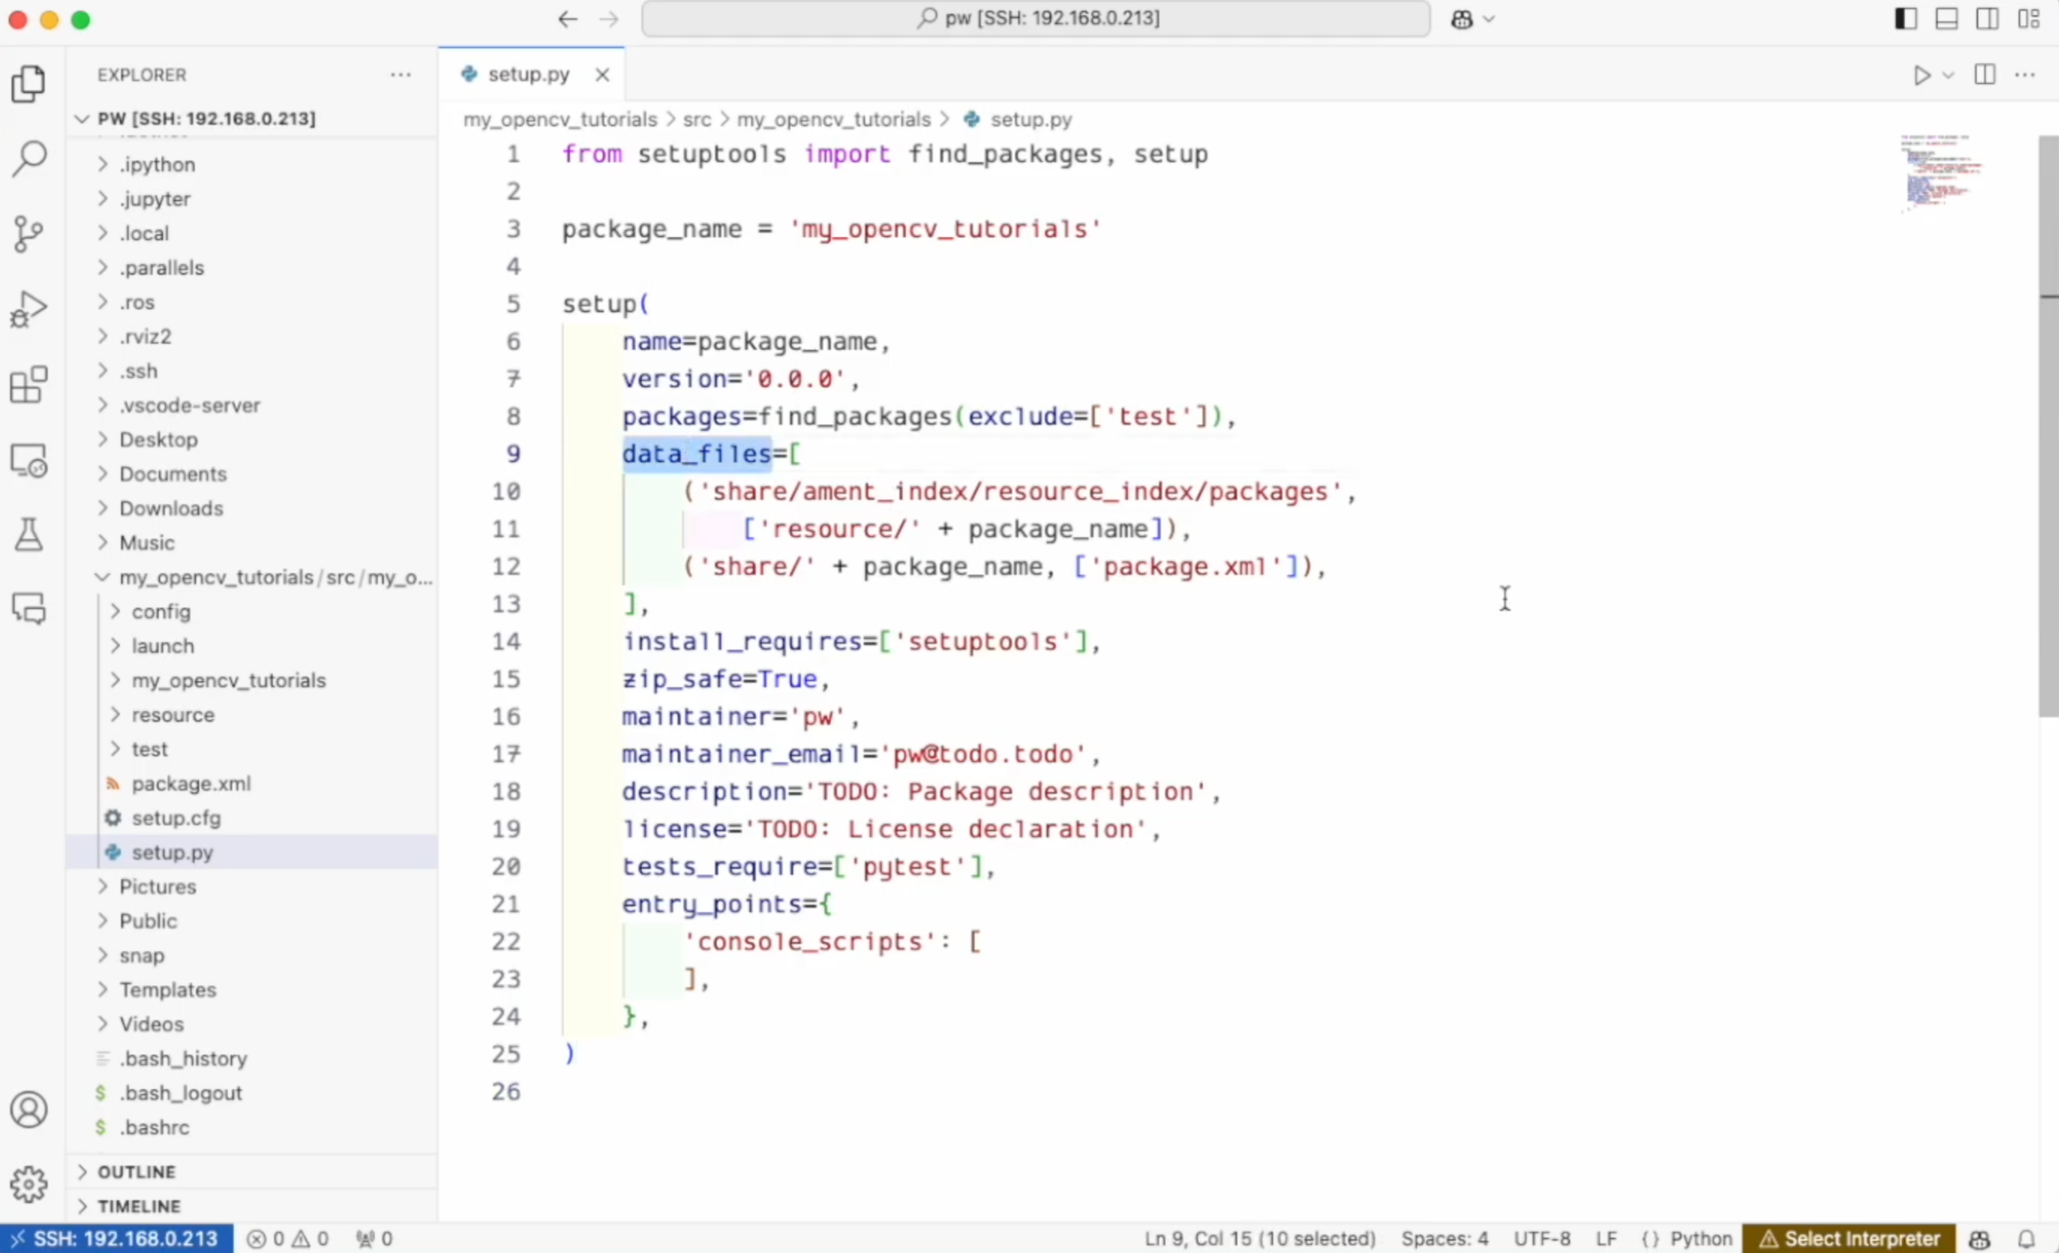 pw [SSH: 192.168.0.213]
EXPLORER
setup.py
PW [SSH: 192.168.0.213]
my_opencv_tutorials > src > my_opencv_tutorials > setup.py
.ipython
.jupyter
.local
.parallels
.ros
.rviz2
.ssh
.vscode-server
Desktop
Documents
Downloads
Music
my_opencv_tutorials/src/my_o...
config
launch
my_opencv_tutorials
resource
test
package.xml
setup.cfg
setup.py
Pictures
Public
snap
Templates
Videos
.bash_history
.bash_logout
.bashrc
OUTLINE
TIMELINE
1 from setuptools import find_packages, setup
2
3 package_name = 'my_opencv_tutorials'
4
5 setup(
6     name=package_name,
7     version='0.0.0',
8     packages=find_packages(exclude=['test']),
9     data_files=[
10         ('share/ament_index/resource_index/packages',
11             ['resource/' + package_name]),
12         ('share/' + package_name, ['package.xml']),
13     ],
14     install_requires=['setuptools'],
15     zip_safe=True,
16     maintainer='pw',
17     maintainer_email='pw@todo.todo',
18     description='TODO: Package description',
19     license='TODO: License declaration',
20     tests_require=['pytest'],
21     entry_points={
22         'console_scripts': [
23         ],
24     },
25 )
26
SSH: 192.168.0.213 0 0 0 Ln 9, Col 15 (10 selected) Spaces: 4 UTF-8 LF {} Python Select Interpreter